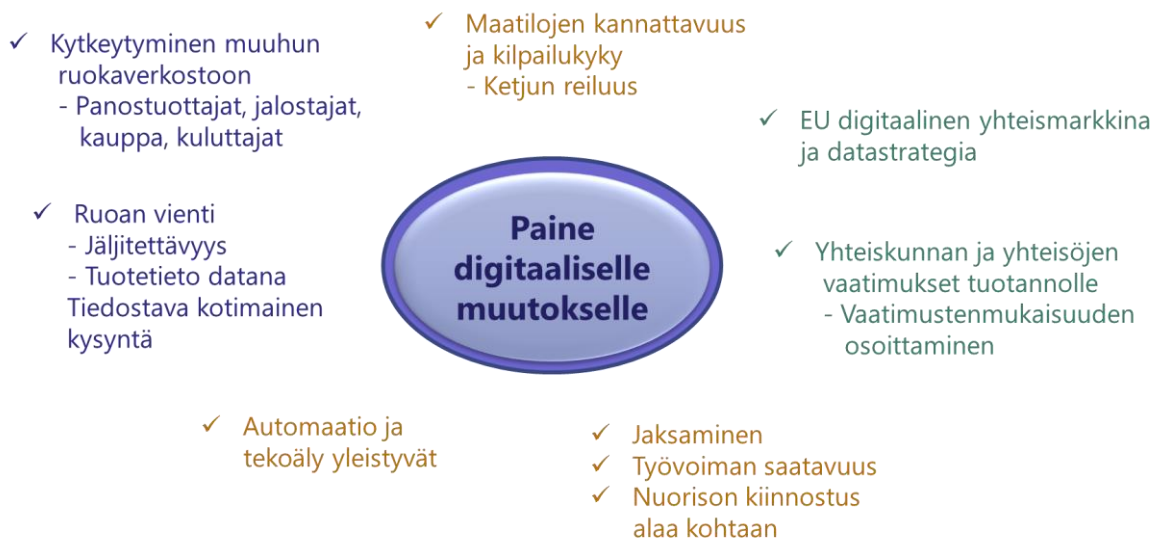 ✓ Kytkeytyminen muuhun
ruokaverkostoon
- Panostuottajat, jalostajat,
kauppa, kuluttajat
✓ Maatilojen kannattavuus
ja kilpailukyky
- Ketjun reiluus
✓ EU digitaalinen yhteismarkkina
ja datastrategia
✓ Ruoan vienti
- Jäljitettävyys
- Tuotetieto datana
Tiedostava kotimainen
kysyntä
Paine
digitaaliselle
muutokselle
✓ Yhteiskunnan ja yhteisöjen
vaatimukset tuotannolle
- Vaatimustenmukaisuuden
osoittaminen
✓ Automaatio ja
tekoäly yleistyvät
✓ Jaksaminen
✓ Työvoiman saatavuus
✓ Nuorison kiinnostus
alaa kohtaan